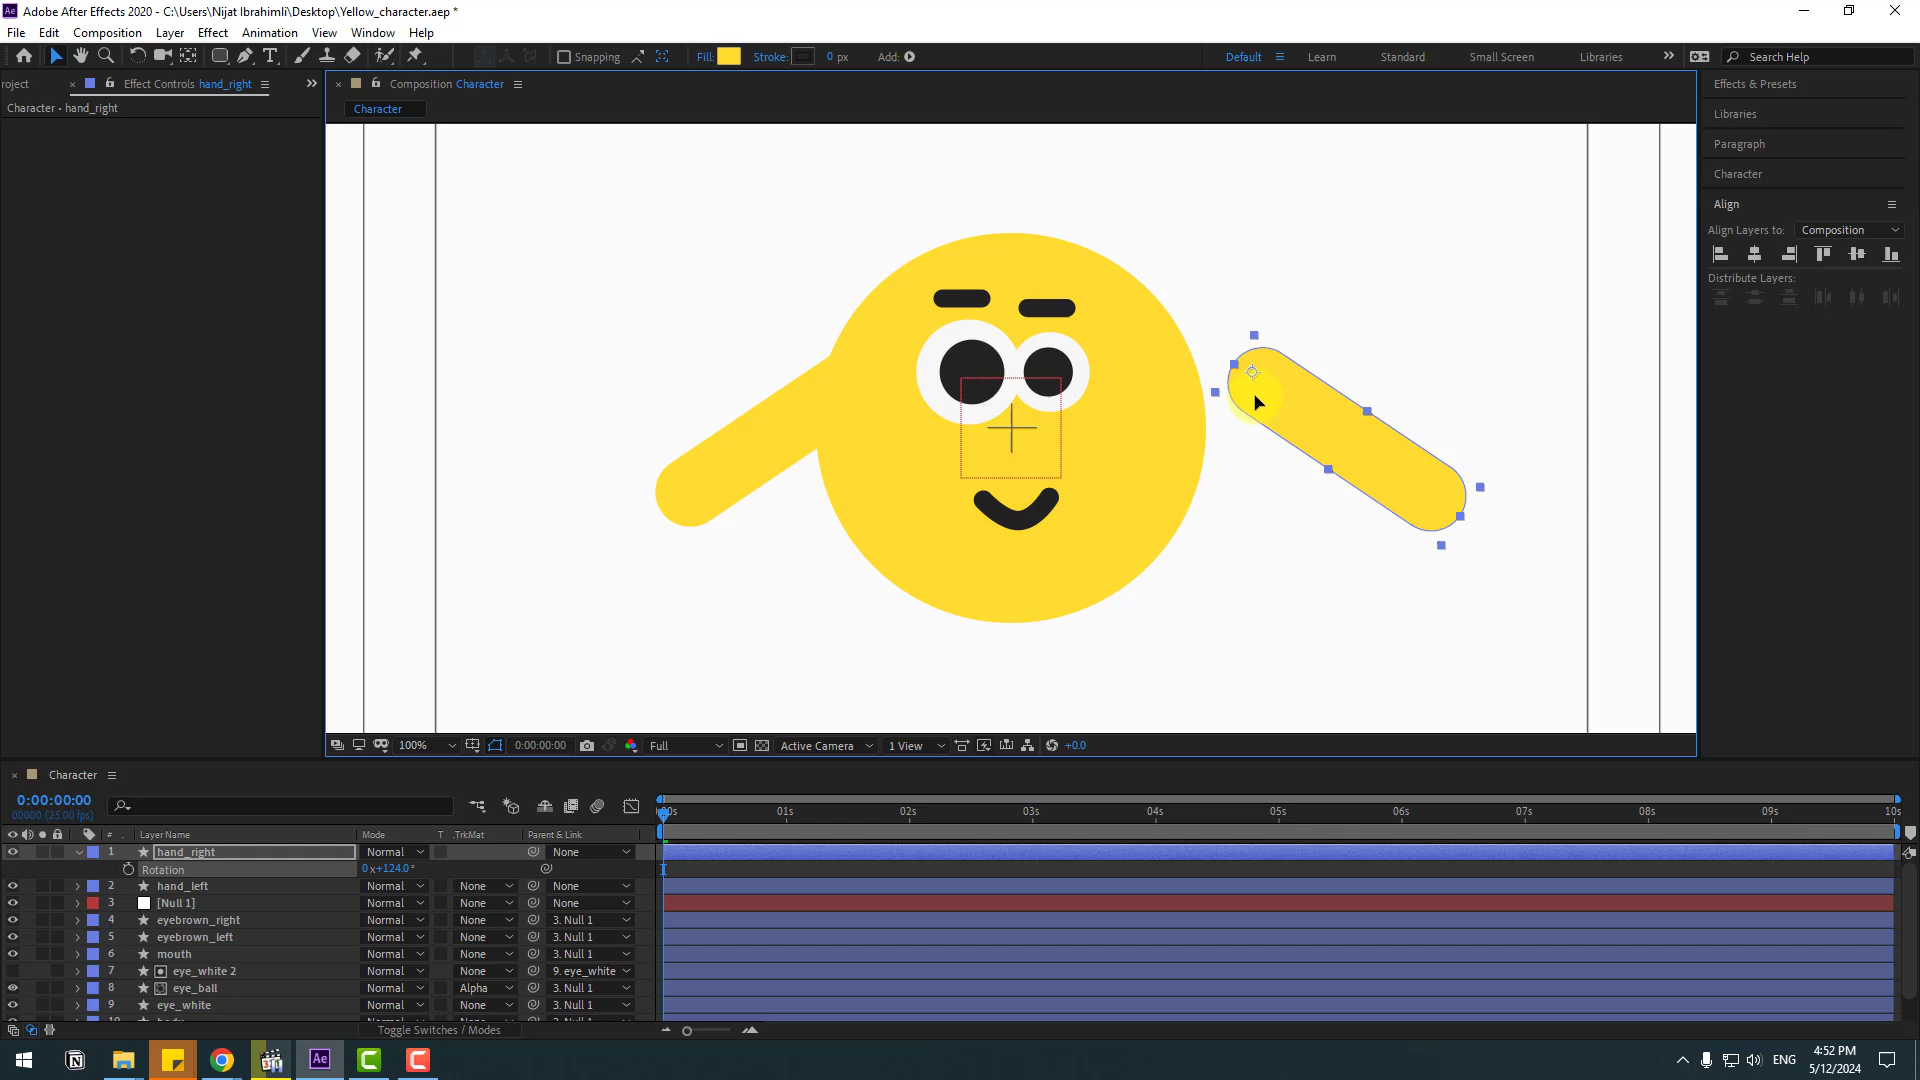 Adobe After Effects 2020 - C:\Users\Nijat Ibrahimli\Desktop\Yellow_character.aep *
File Edit Composition Layer Effect Animation View Window Help
Snapping Fill: Stroke: 0 px Add: Default Learn Standard Small Screen Libraries Search Help
roject Effect Controls hand_right
Composition Character
Character • hand_right
Character
Effects & Presets
Libraries
Paragraph
Character
Align
Align Layers to: Composition
Distribute Layers:
100% 0:00:00:00 Full Active Camera 1 View +0.0
Character
0:00:00:00
00000 (25.00 fps)
00s 01s 02s 03s 04s 05s 06s 07s 08s 09s 10s
# Layer Name Mode T .TrkMat Parent & Link
1 hand_right Normal None
Rotation 0x+124.0°
2 hand_left Normal None None
3 [Null 1] Normal None None
4 eyebrown_right Normal None 3. Null 1
5 eyebrown_left Normal None 3. Null 1
6 mouth Normal None 3. Null 1
7 eye_white 2 Normal None 9. eye_white
8 eye_ball Normal Alpha 3. Null 1
9 eye_white Normal None 3. Null 1
Toggle Switches / Modes
Ae
ENG
4:52 PM
5/12/2024